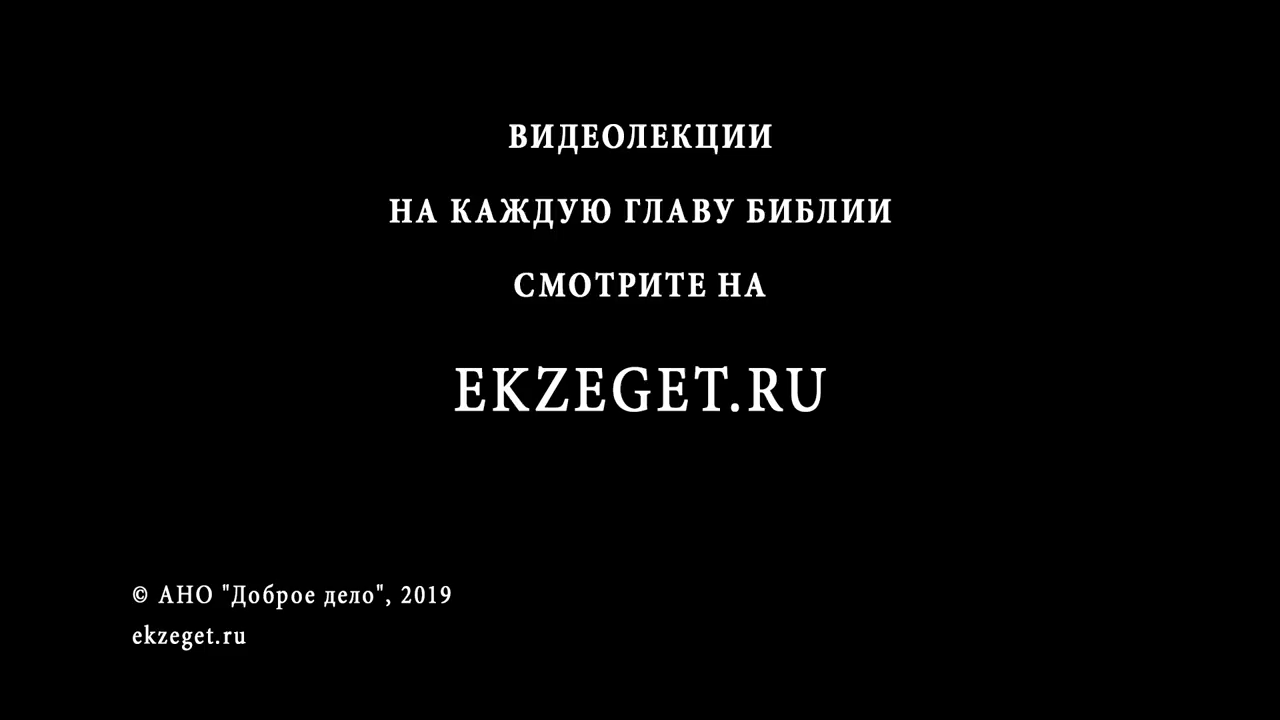 ВИДЕОЛЕКЦИИ
НА КАЖДУЮ ГЛАВУ БИБЛИИ
СМОТРИТЕ НА
EKZEGET.RU
© АНО "Доброе дело", 2019
ekzeget.ru